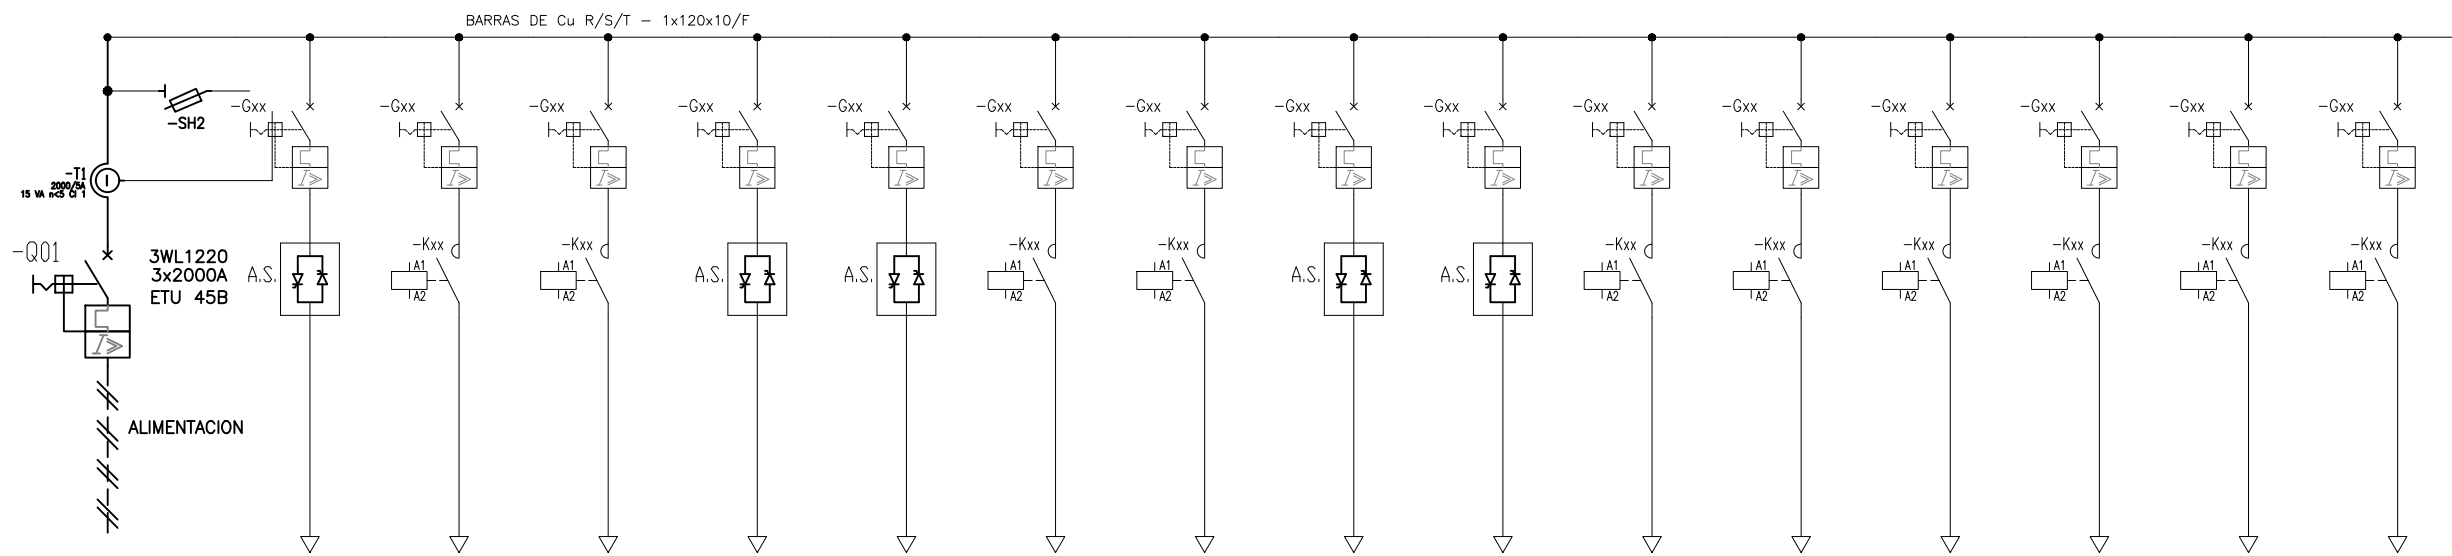 BARRAS DE Cu R/S/T - 1x120x10/F
-SH2
-T1
2000/5A
15 VA n<5 Cl 1
-Q01
3WL1220
3x2000A
ETU 45B
I>
ALIMENTACION
-Gxx
I>
A.S.
-Gxx
I>
-Kxx
A1
A2
-Gxx
I>
-Kxx
A1
A2
-Gxx
I>
A.S.
-Gxx
I>
A.S.
-Gxx
I>
-Kxx
A1
A2
-Gxx
I>
-Kxx
A1
A2
-Gxx
I>
A.S.
-Gxx
I>
A.S.
-Gxx
I>
-Kxx
A1
A2
-Gxx
I>
-Kxx
A1
A2
-Gxx
I>
-Kxx
A1
A2
-Gxx
I>
-Kxx
A1
A2
-Gxx
I>
-Kxx
A1
A2
-Gxx
I>
-Kxx
A1
A2